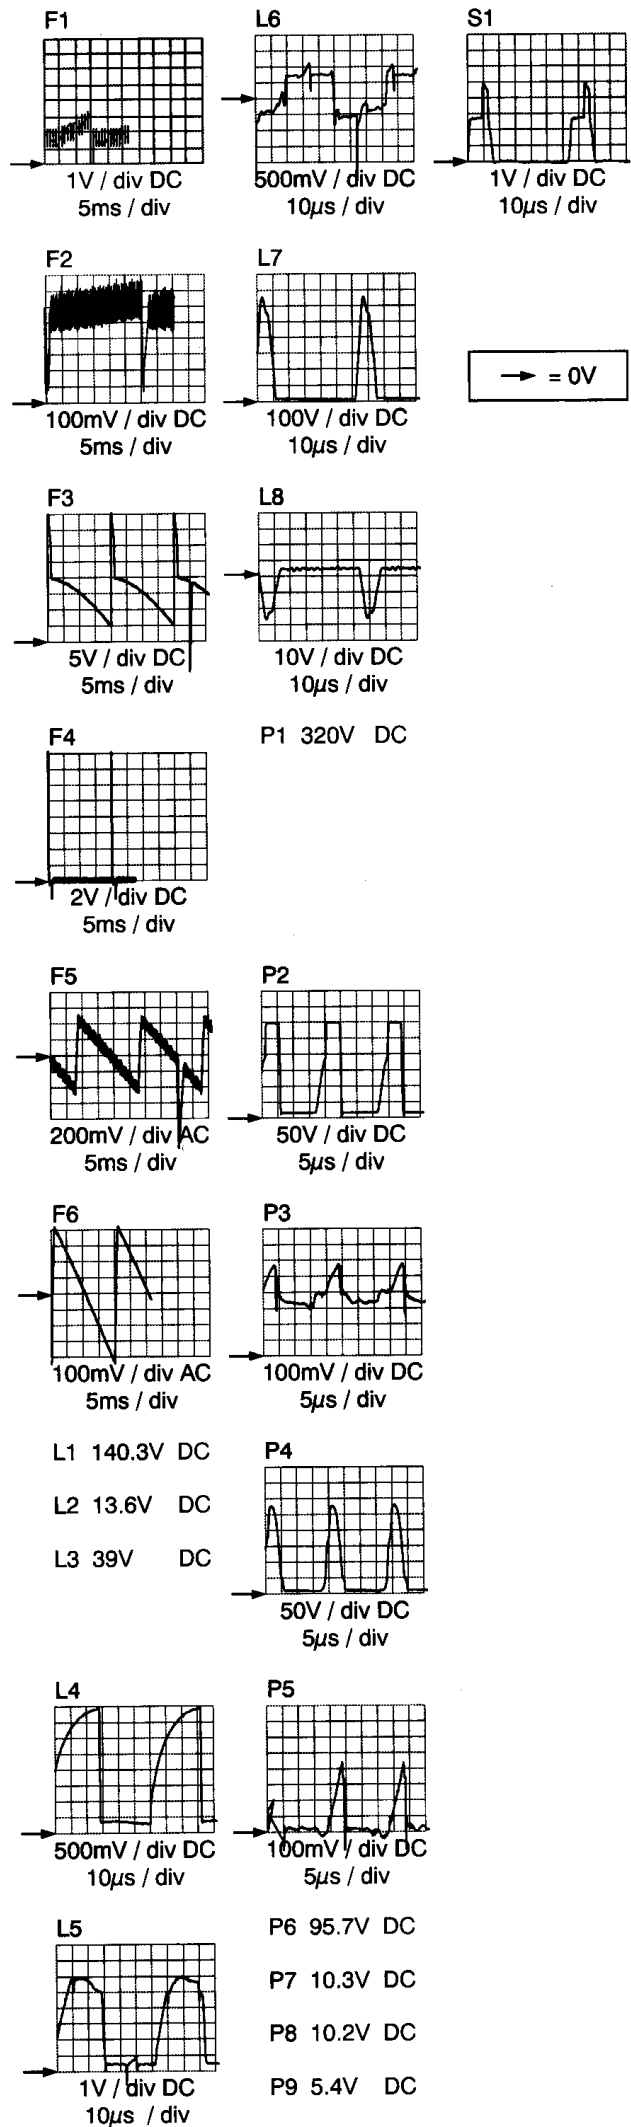 F1
1V / div DC
5ms / div
F2
100mV / div DC
5ms / div
F3
5V / div DC
5ms / div
F4
2V / div DC
5ms / div
F5
200mV / div AC
5ms / div
F6
100mV / div AC
5ms / div
L1 140.3V DC
L2 13.6V DC
L3 39V DC
L4
500mV / div DC
10µs / div
L5
1V / div DC
10µs / div
L6
500mV / div DC
10µs / div
L7
100V / div DC
10µs / div
L8
10V / div DC
10µs / div
P1 320V DC
P2
50V / div DC
5µs / div
P3
100mV / div DC
5µs / div
P4
50V / div DC
5µs / div
P5
100mV / div DC
5µs / div
P6 95.7V DC
P7 10.3V DC
P8 10.2V DC
P9 5.4V DC
S1
1V / div DC
10µs / div
→ = 0V